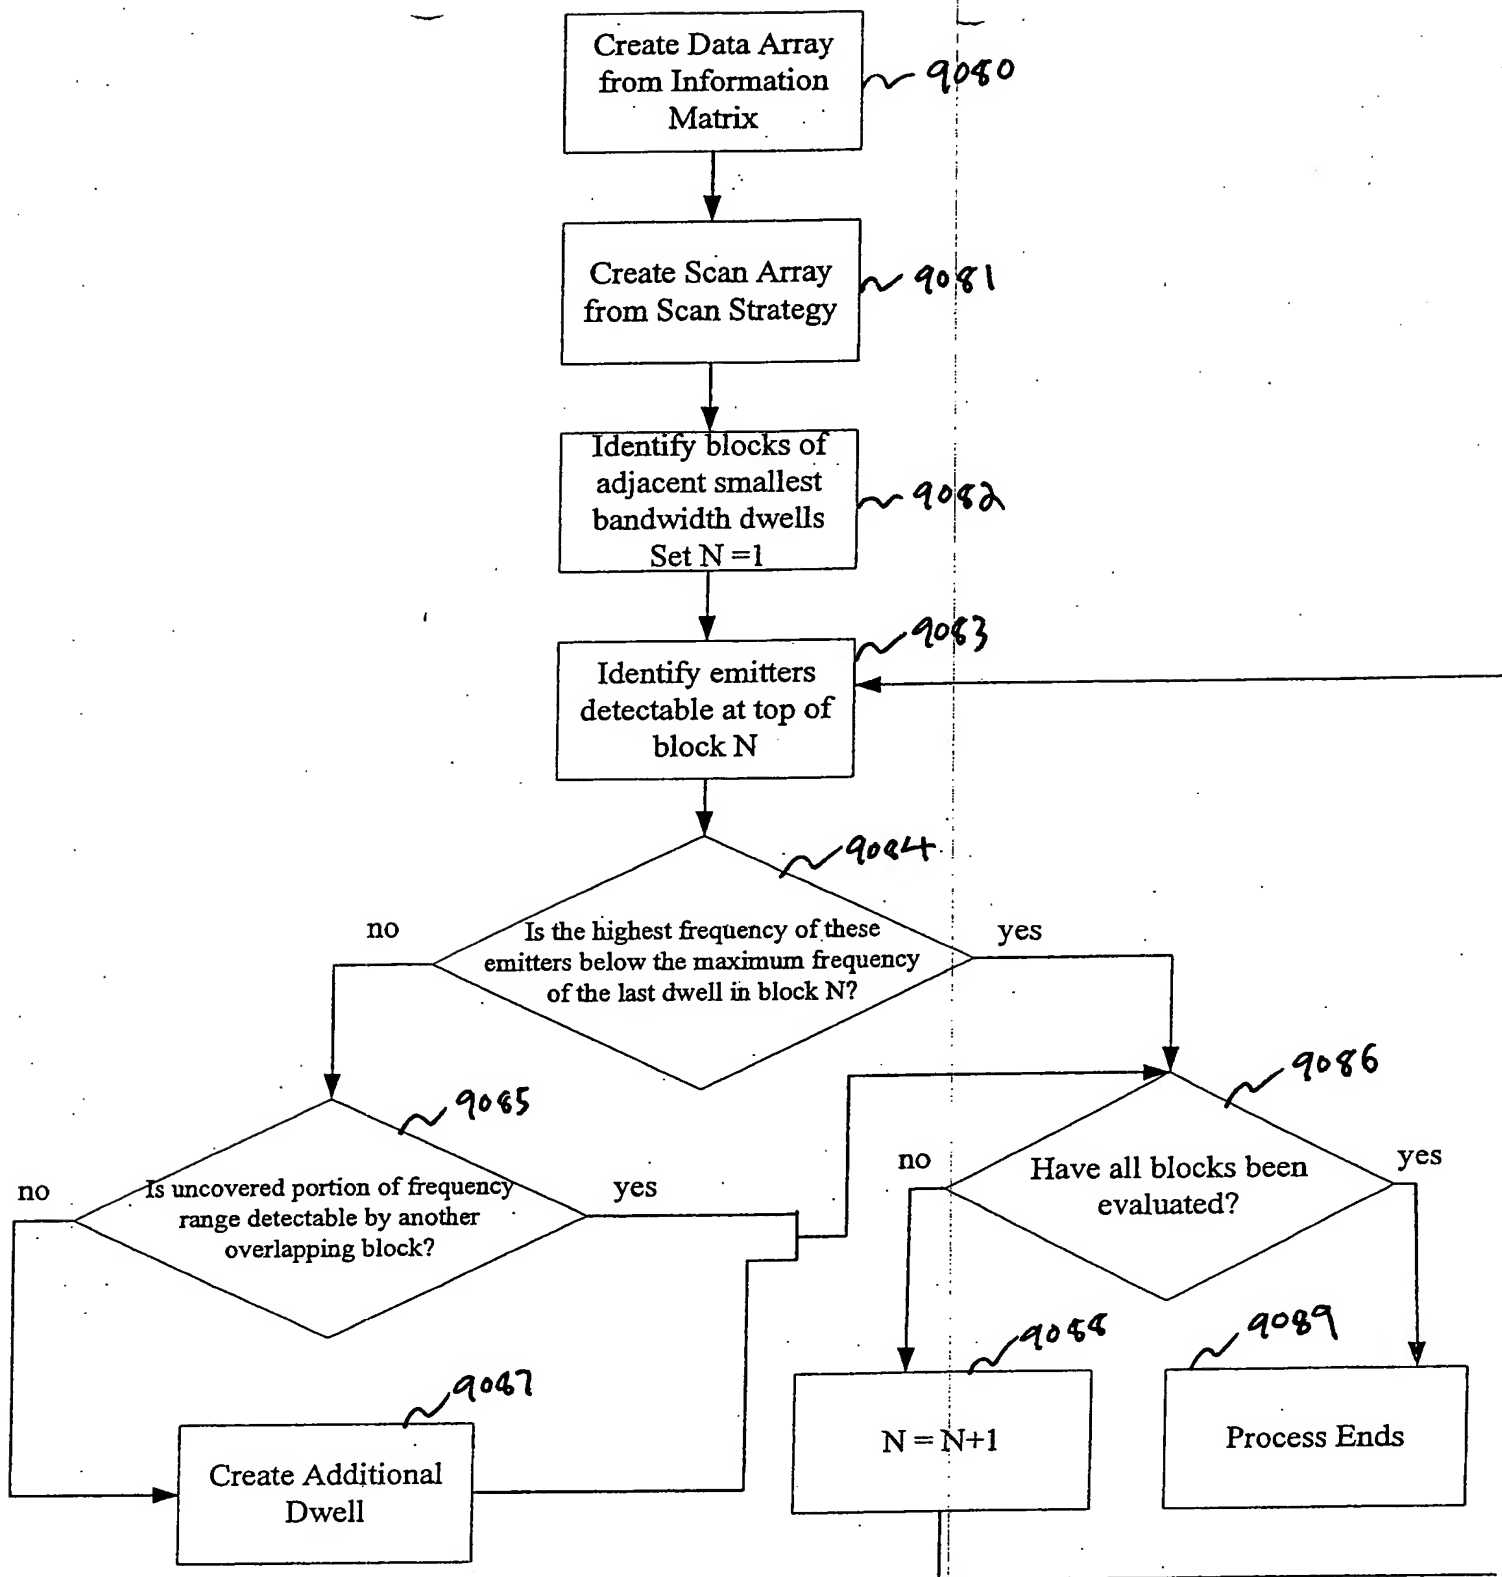 Create Data Array
from Information
Matrix
9080
Create Scan Array
from Scan Strategy
9081
Identify blocks of
adjacent smallest
bandwidth dwells
Set N =1
9082
9083
Identify emitters
detectable at top of
block N
9084
no
Is the highest frequency of these
emitters below the maximum frequency
of the last dwell in block N?
yes
9085
no
Is uncovered portion of frequency
range detectable by another
overlapping block?
yes
9086
no
Have all blocks been
evaluated?
yes
9087
Create Additional
Dwell
9088
N = N+1
9089
Process Ends